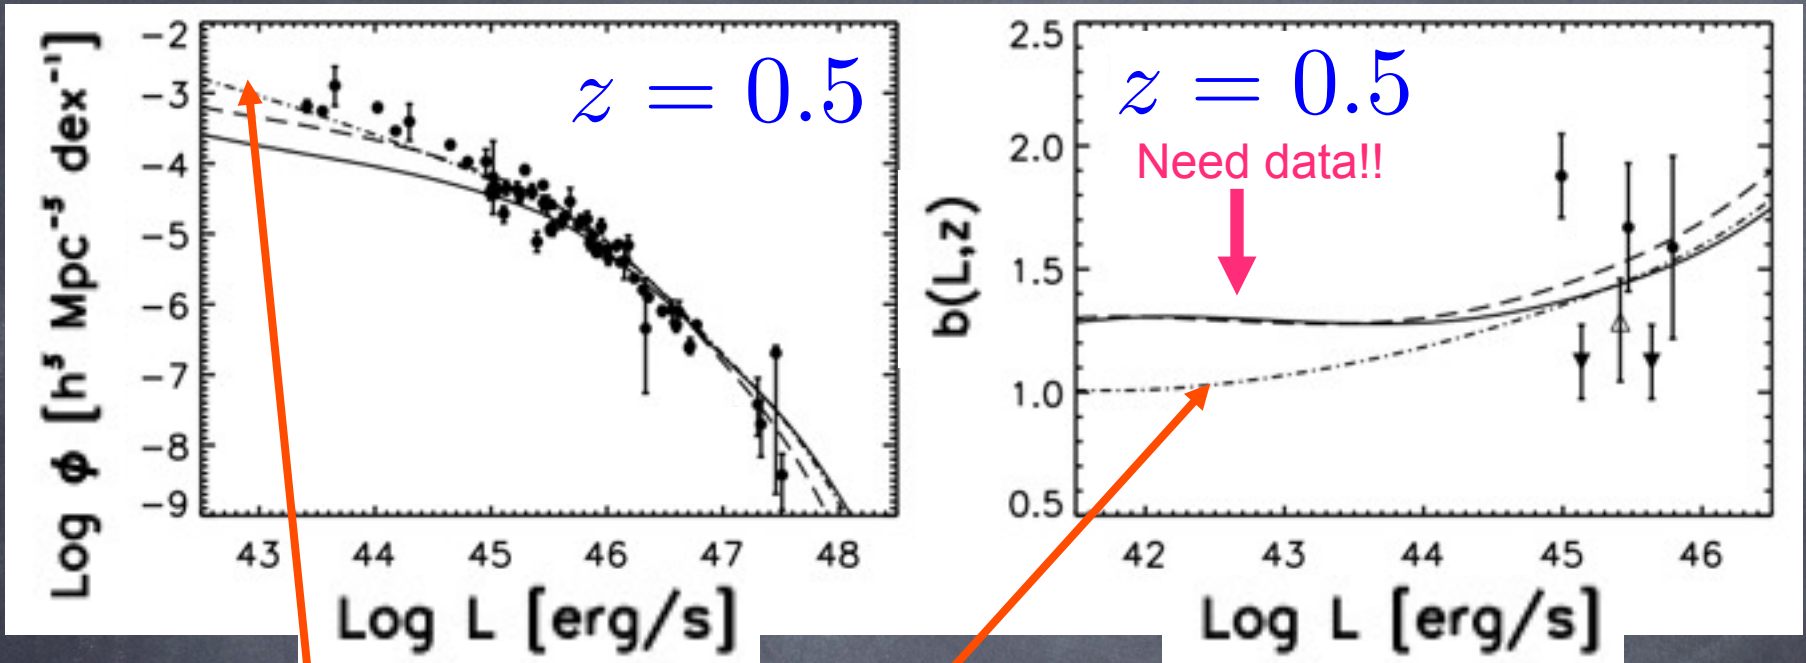 Log ϕ [h³ Mpc⁻³ dex⁻¹]
-2
-3
-4
-5
-6
-7
-8
-9
z = 0.5
43 44 45 46 47 48
Log L [erg/s]
b(L,z)
2.5
2.0
1.5
1.0
0.5
z = 0.5
Need data!!
42 43 44 45 46
Log L [erg/s]